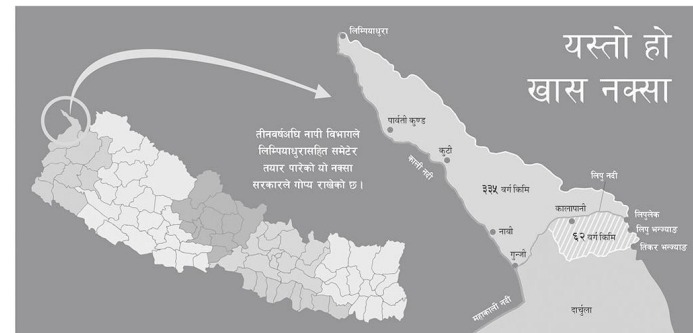 यस्तो हो
खास नक्सा
तीनवर्षअघि नापी विभागले
लिम्पियाधुरासहित समेटेर
तयार पारेको यो नक्सा
सरकारले गोप्य राखेको छ ।
लिम्पियाधुरा
पार्वती कुण्ड
कुटी
काली नदी
३३५ वर्ग किमि
लिपु नदी
कालापानी
लिपुलेक
६२ वर्ग किमि
लिपु भन्ज्याङ
तिंकर भन्ज्याङ
नावी
गुन्जी
महाकाली नदी
दार्चुला